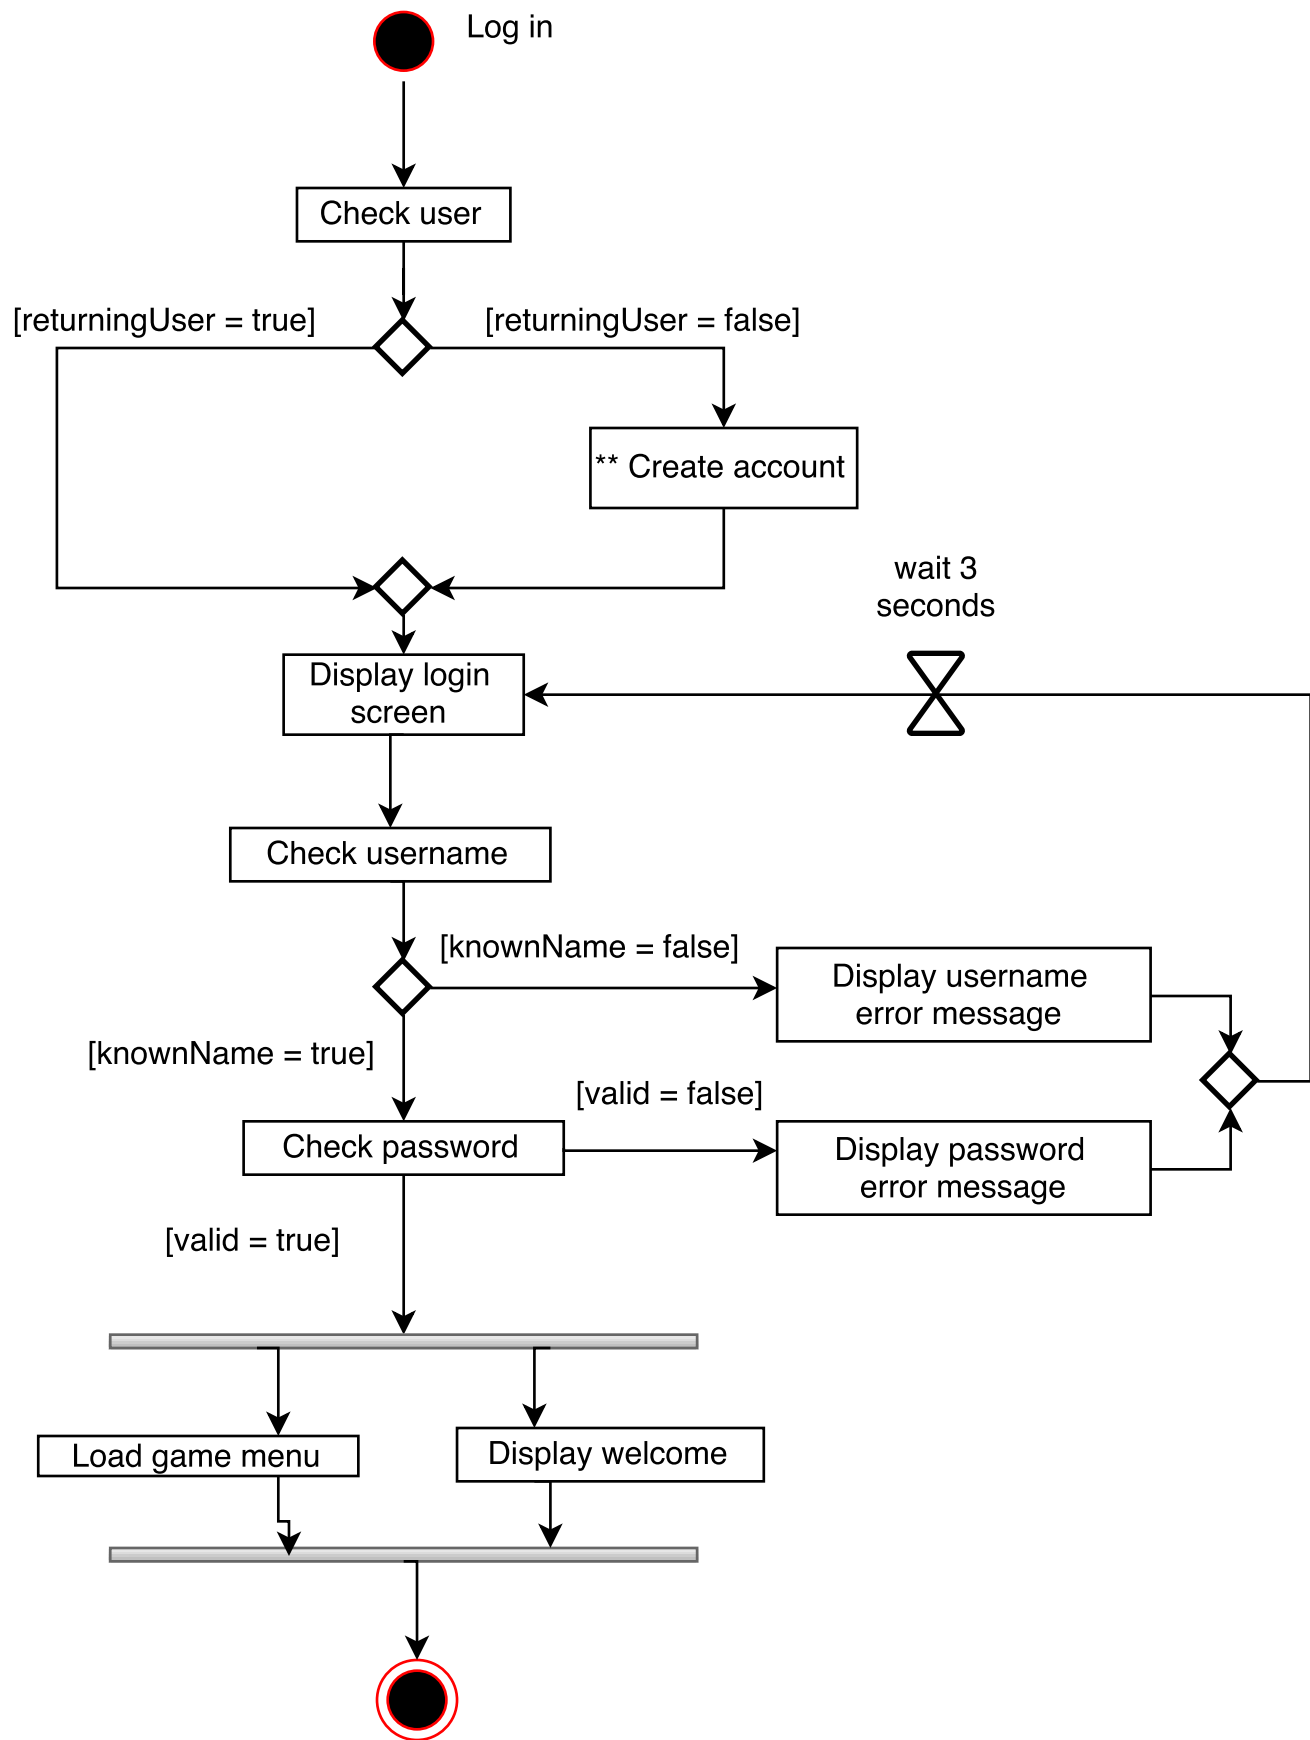 Log in
Check user
[returningUser = true]
[returningUser = false]
** Create account
wait 3
seconds
Display login
screen
Check username
[knownName = false]
Display username
error message
[knownName = true]
[valid = false]
Check password
Display password
error message
[valid = true]
Load game menu
Display welcome